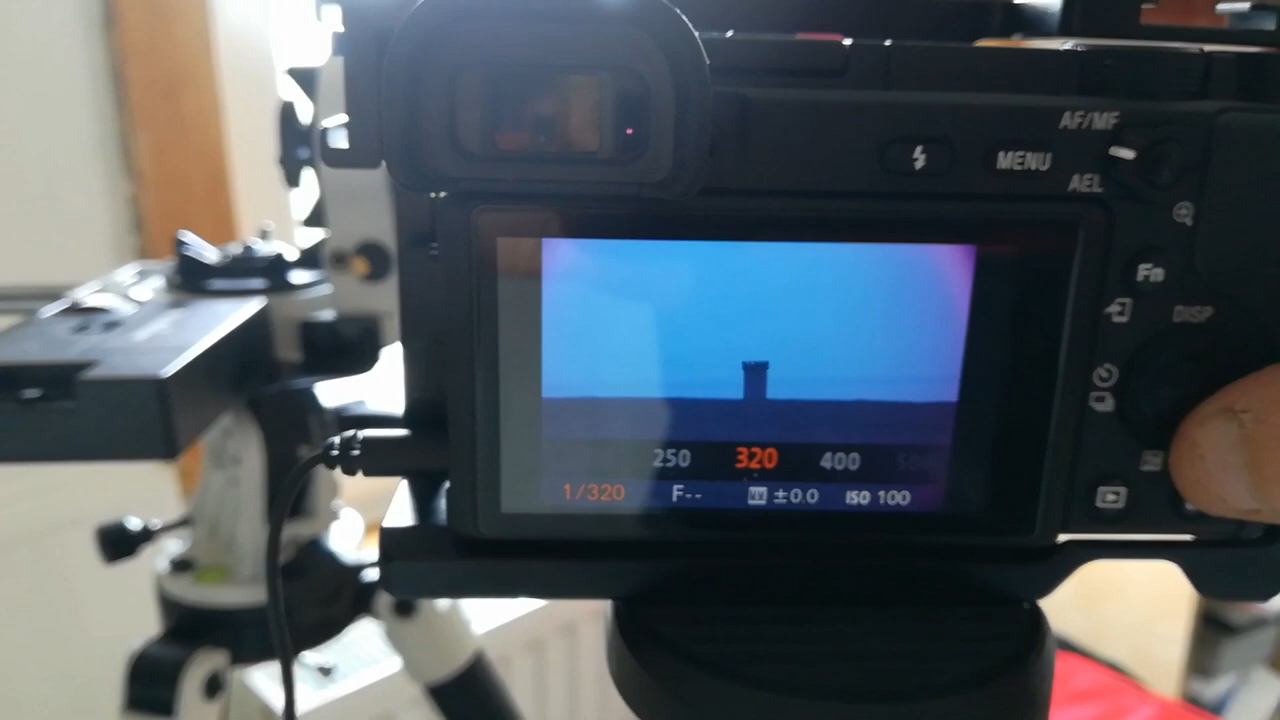 AF/MF
MENU
AEL
Fn
DISP
250 320 400
1/320 F-- ±0.0 ISO 100